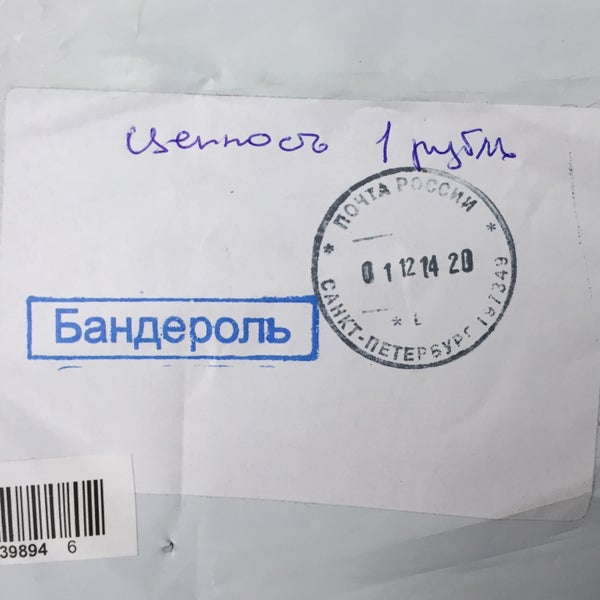 ценность 1 рубль
ПОЧТА РОССИИ
01 12 14 20
* L
САНКТ-ПЕТЕРБУРГ 197349
Бандероль
39894 6